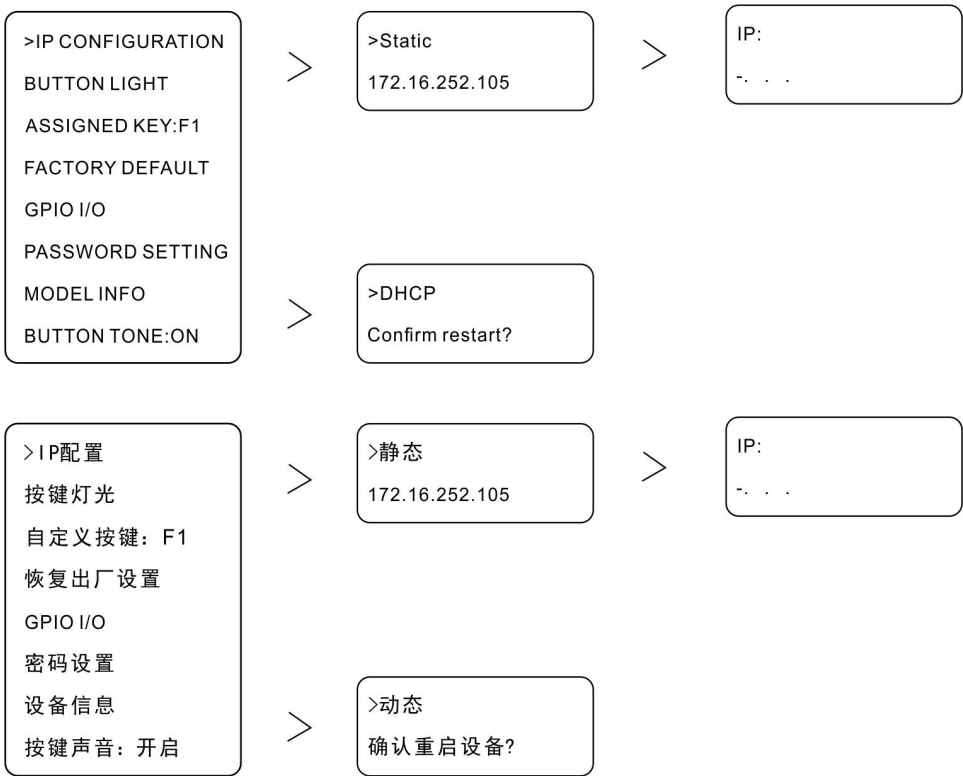 >IP CONFIGURATION
BUTTON LIGHT
ASSIGNED KEY:F1
FACTORY DEFAULT
GPIO I/O
PASSWORD SETTING
MODEL INFO
BUTTON TONE:ON
>
>Static
172.16.252.105
>
IP:
-. . .
>
>DHCP
Confirm restart?
>IP配置
按键灯光
自定义按键：F1
恢复出厂设置
GPIO I/O
密码设置
设备信息
按键声音：开启
>
>静态
172.16.252.105
>
IP:
-. . .
>
>动态
确认重启设备?